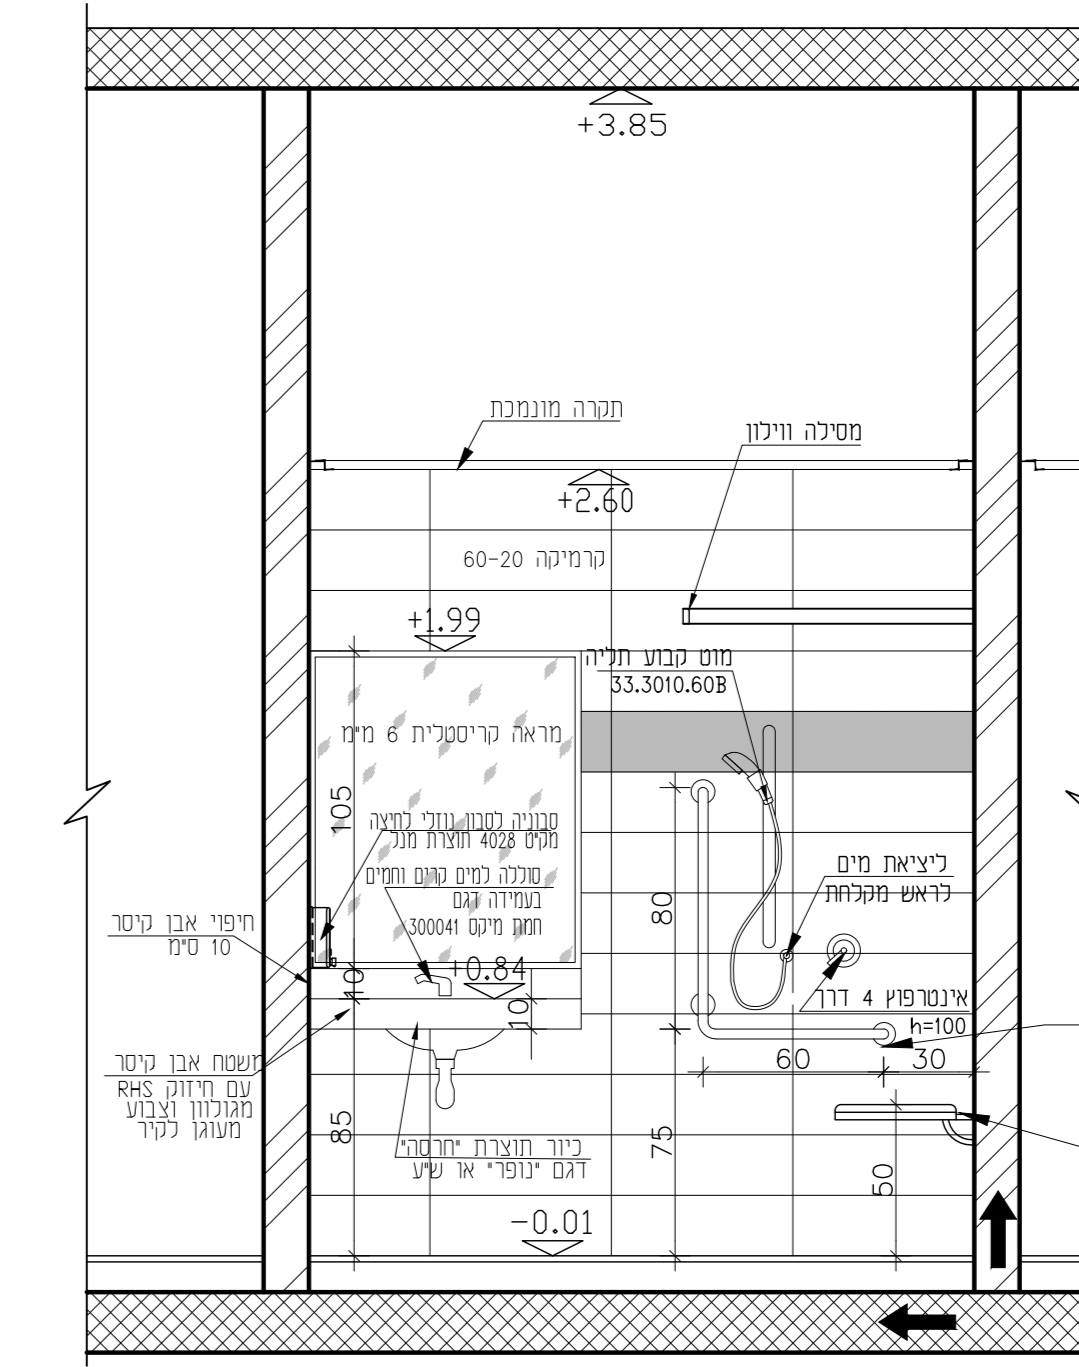 +3.85
תקרה מונמכת
מסילה ווילון
+2.60
קרמיקה 60-20
+1.99
מוט קבוע תליה
33.3010.60B
מראה קריסטלית 6 מ"מ
105
סבוניה לסבון נוזלי לחיצה
מק"ט 4028 תוצרת מנל
סוללה למים קרים וחמים
בעמידה דגם
חמת מיקס 300041
ליציאת מים
לראש מקלחת
80
חיפוי אבן קיסר
10 ס"מ
+0.84
10
10
אינטרפוץ 4 דרך
h=100
60
30
משטח אבן קיסר
עם חיזוק RHS
מגולוון וצבוע
מעוגן לקיר
85
75
כיור תוצרת "חרסה"
דגם "נופר" או ש"ע
50
-0.01